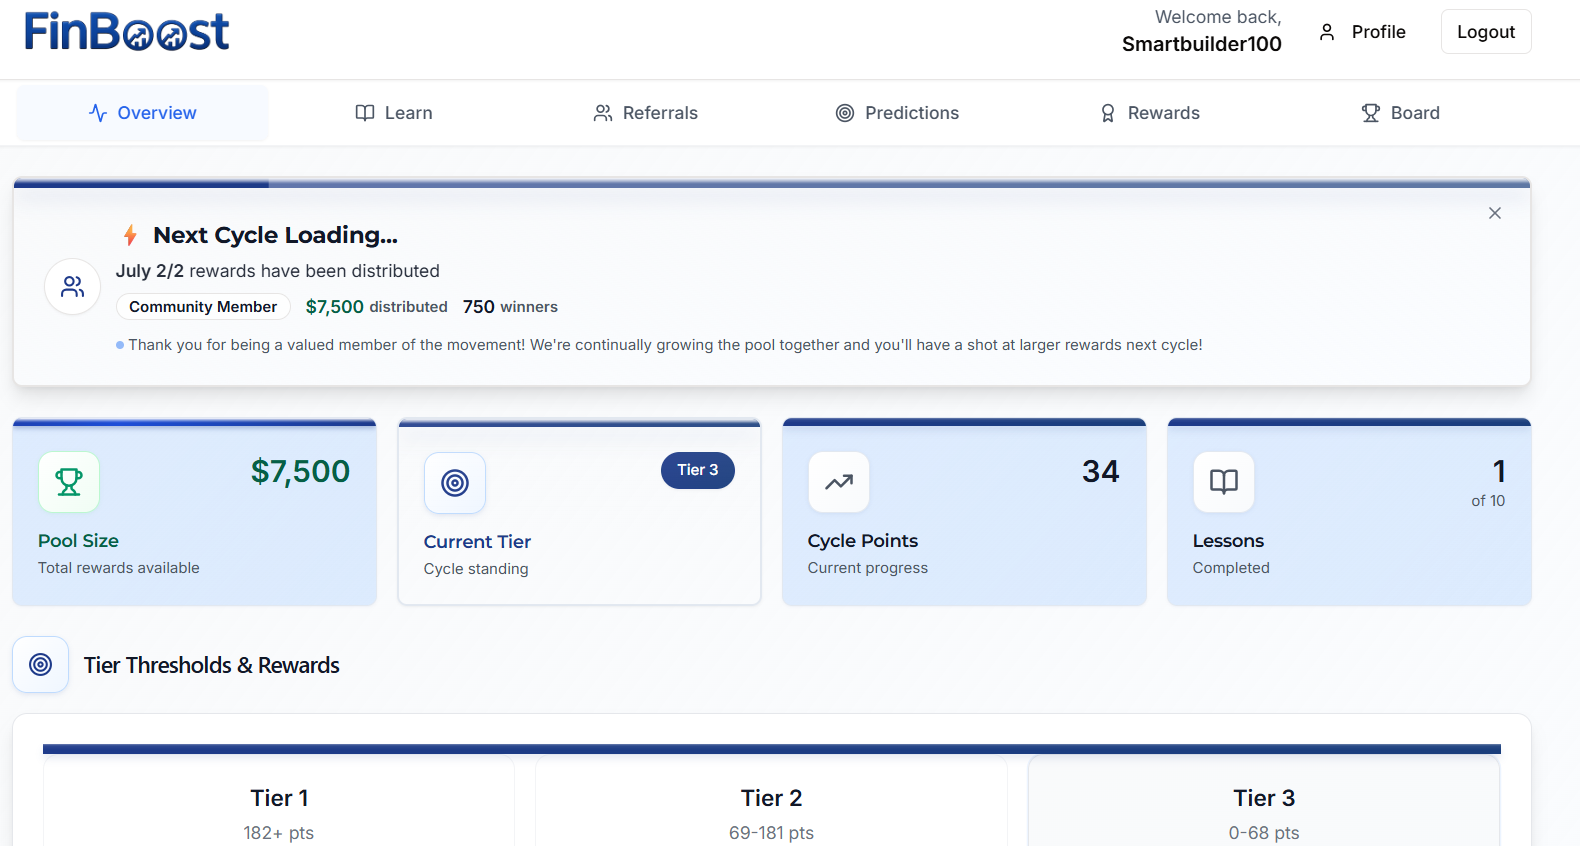 FinBoost
Welcome back,
Smartbuilder100
Profile
Logout
Overview
Learn
Referrals
Predictions
Rewards
Board
Next Cycle Loading...
July 2/2 rewards have been distributed
Community Member $7,500 distributed 750 winners
Thank you for being a valued member of the movement! We're continually growing the pool together and you'll have a shot at larger rewards next cycle!
$7,500
Pool Size
Total rewards available
Tier 3
Current Tier
Cycle standing
34
Cycle Points
Current progress
1
of 10
Lessons
Completed
Tier Thresholds & Rewards
Tier 1
182+ pts
Tier 2
69-181 pts
Tier 3
0-68 pts